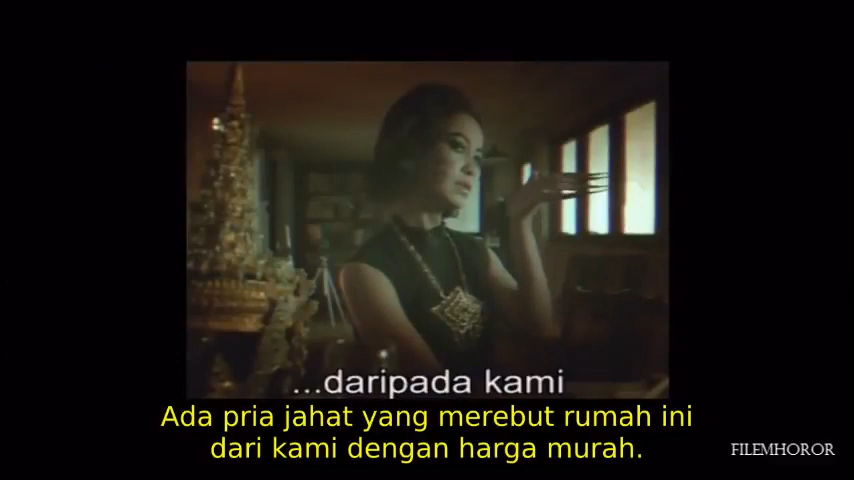 ...daripada kami
Ada pria jahat yang merebut rumah ini
dari kami dengan harga murah.
FILEMHOROR